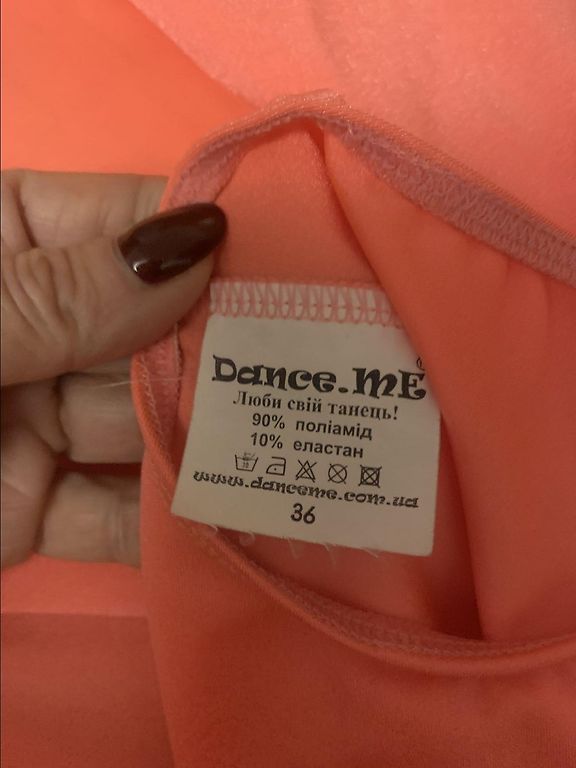 Dance.ME
Люби свій танець!
90% поліамід
10% еластан
www.danceme.com.ua
36